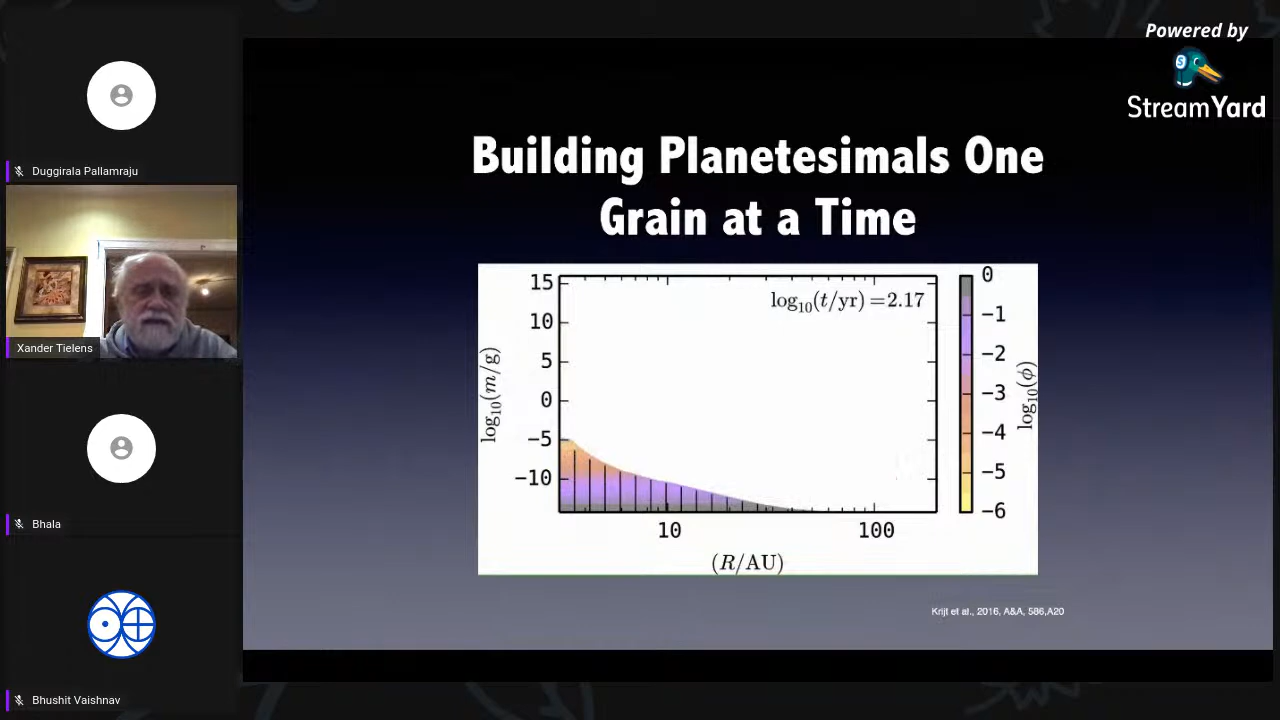 Powered by
StreamYard
Duggirala Pallamraju
Xander Tielens
Bhala
Bhushit Vaishnav
Building Planetesimals One
Grain at a Time
log₁₀(t/yr) = 2.17
log₁₀(m/g)
15
10
5
0
−5
−10
10
100
(R/AU)
0
−1
−2
−3
−4
−5
−6
log₁₀(ϕ)
Krijt et al., 2016, A&A, 586,A20